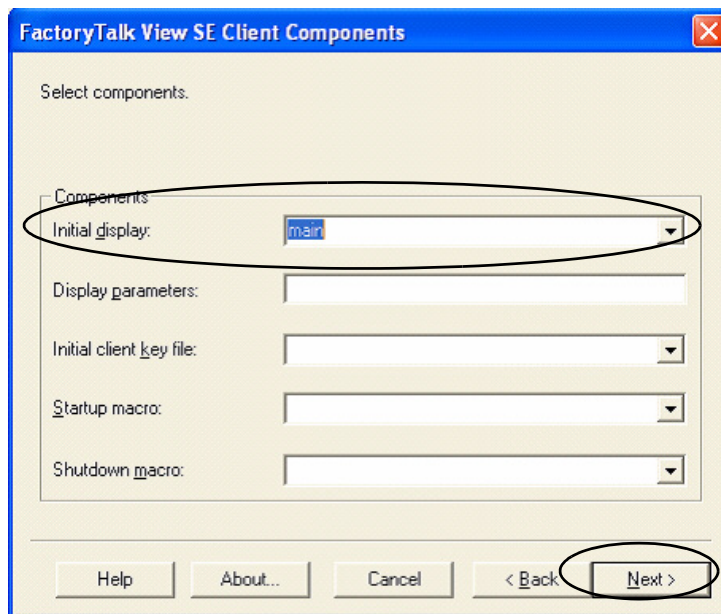 FactoryTalk View SE Client Components
Select components.
Components
Initial display: main
Display parameters:
Initial client key file:
Startup macro:
Shutdown macro:
Help About... Cancel < Back Next >